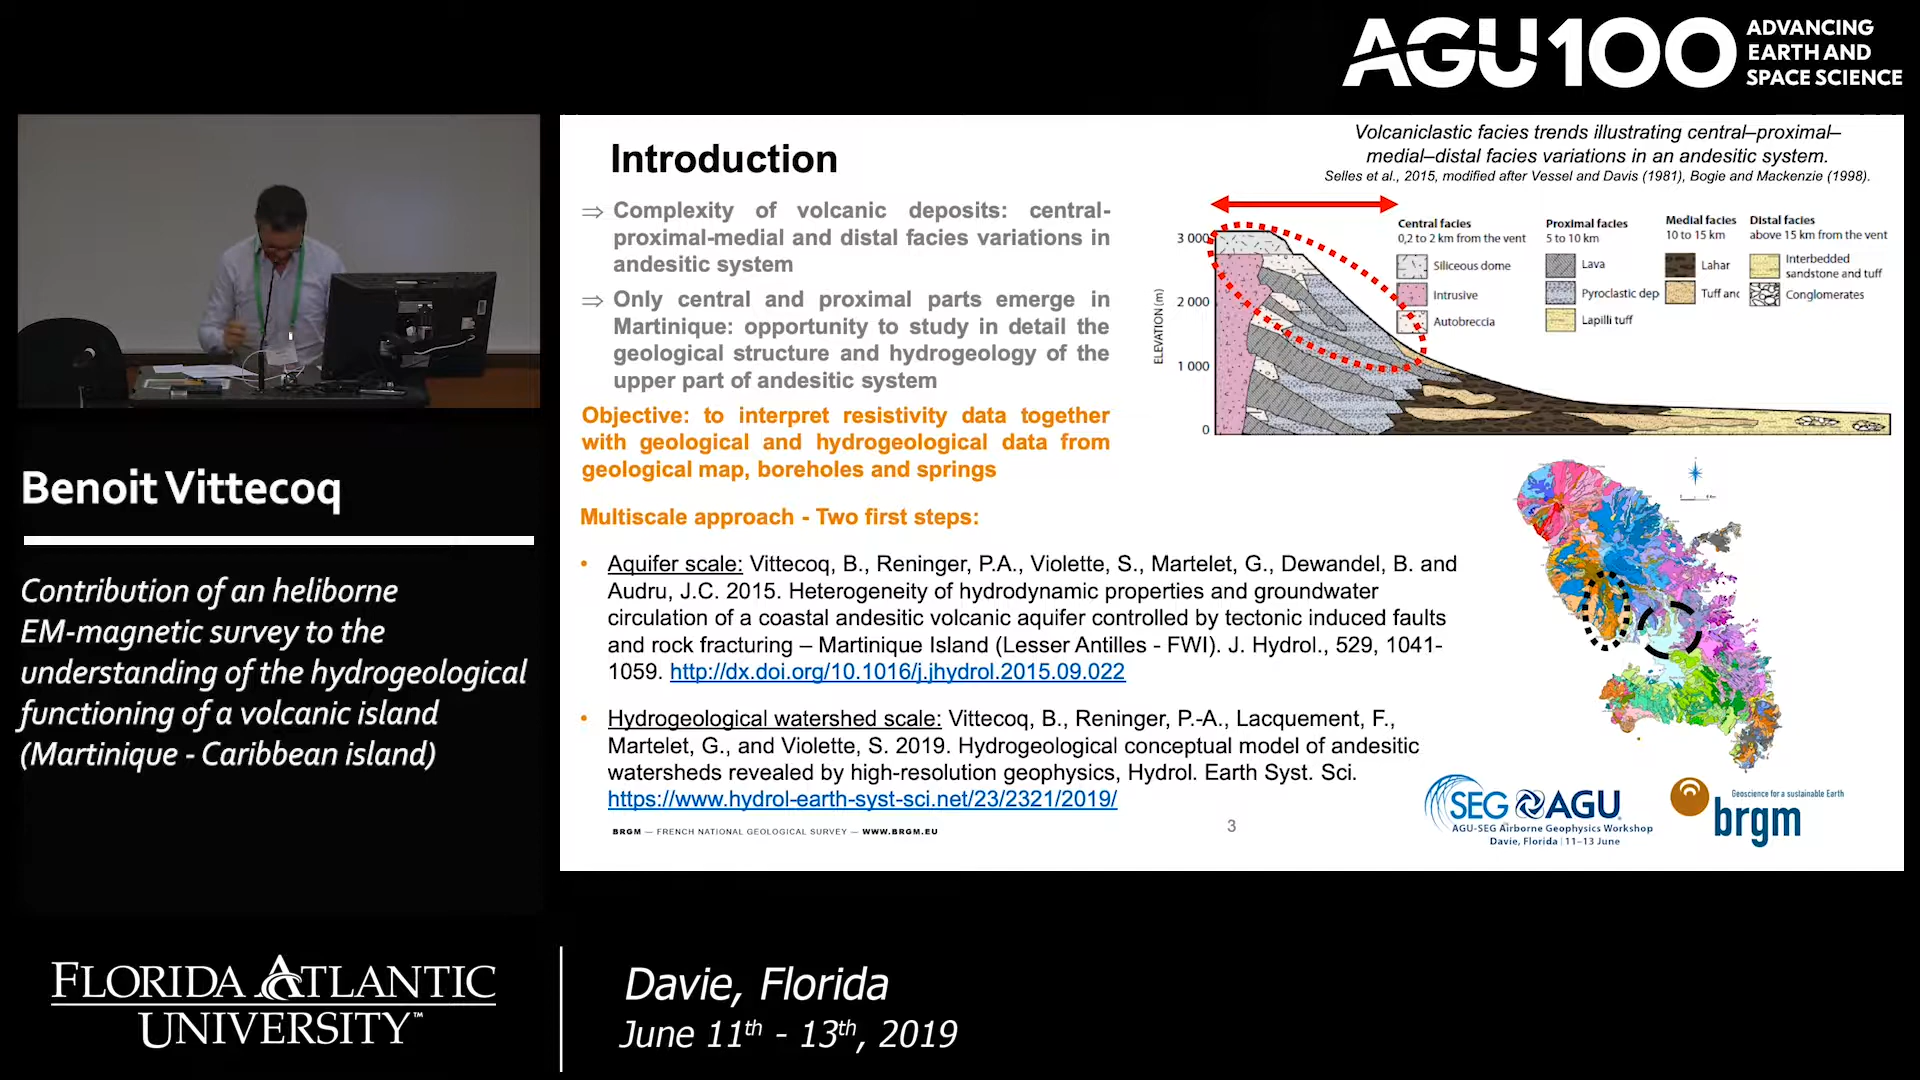 AGU100 ADVANCING
EARTH AND
SPACE SCIENCE
Benoit Vittecoq
Contribution of an heliborne
EM-magnetic survey to the
understanding of the hydrogeological
functioning of a volcanic island
(Martinique - Caribbean island)
Introduction
⇒ Complexity of volcanic deposits: central-
proximal-medial and distal facies variations in
andesitic system
⇒ Only central and proximal parts emerge in
Martinique: opportunity to study in detail the
geological structure and hydrogeology of the
upper part of andesitic system
Objective: to interpret resistivity data together
with geological and hydrogeological data from
geological map, boreholes and springs
Multiscale approach - Two first steps:
• Aquifer scale: Vittecoq, B., Reninger, P.A., Violette, S., Martelet, G., Dewandel, B. and
Audru, J.C. 2015. Heterogeneity of hydrodynamic properties and groundwater
circulation of a coastal andesitic volcanic aquifer controlled by tectonic induced faults
and rock fracturing – Martinique Island (Lesser Antilles - FWI). J. Hydrol., 529, 1041-
1059. http://dx.doi.org/10.1016/j.jhydrol.2015.09.022
• Hydrogeological watershed scale: Vittecoq, B., Reninger, P.-A., Lacquement, F.,
Martelet, G., and Violette, S. 2019. Hydrogeological conceptual model of andesitic
watersheds revealed by high-resolution geophysics, Hydrol. Earth Syst. Sci.
https://www.hydrol-earth-syst-sci.net/23/2321/2019/
BRGM — FRENCH NATIONAL GEOLOGICAL SURVEY — WWW.BRGM.EU
3
Volcaniclastic facies trends illustrating central–proximal–
medial–distal facies variations in an andesitic system.
Selles et al., 2015, modified after Vessel and Davis (1981), Bogie and Mackenzie (1998).
Central facies
0,2 to 2 km from the vent
Siliceous dome
Intrusive
Autobreccia
Proximal facies
5 to 10 km
Lava
Pyroclastic dep
Lapilli tuff
Medial facies
10 to 15 km
Lahar
Tuff anc
Distal facies
above 15 km from the vent
Interbedded
sandstone and tuff
Conglomerates
ELEVATION (m)
3 000
2 000
1 000
0
SEG AGU
AGU-SEG Airborne Geophysics Workshop
Davie, Florida | 11–13 June
Geoscience for a sustainable Earth
brgm
FLORIDA ATLANTIC
UNIVERSITY™
Davie, Florida
June 11th - 13th, 2019